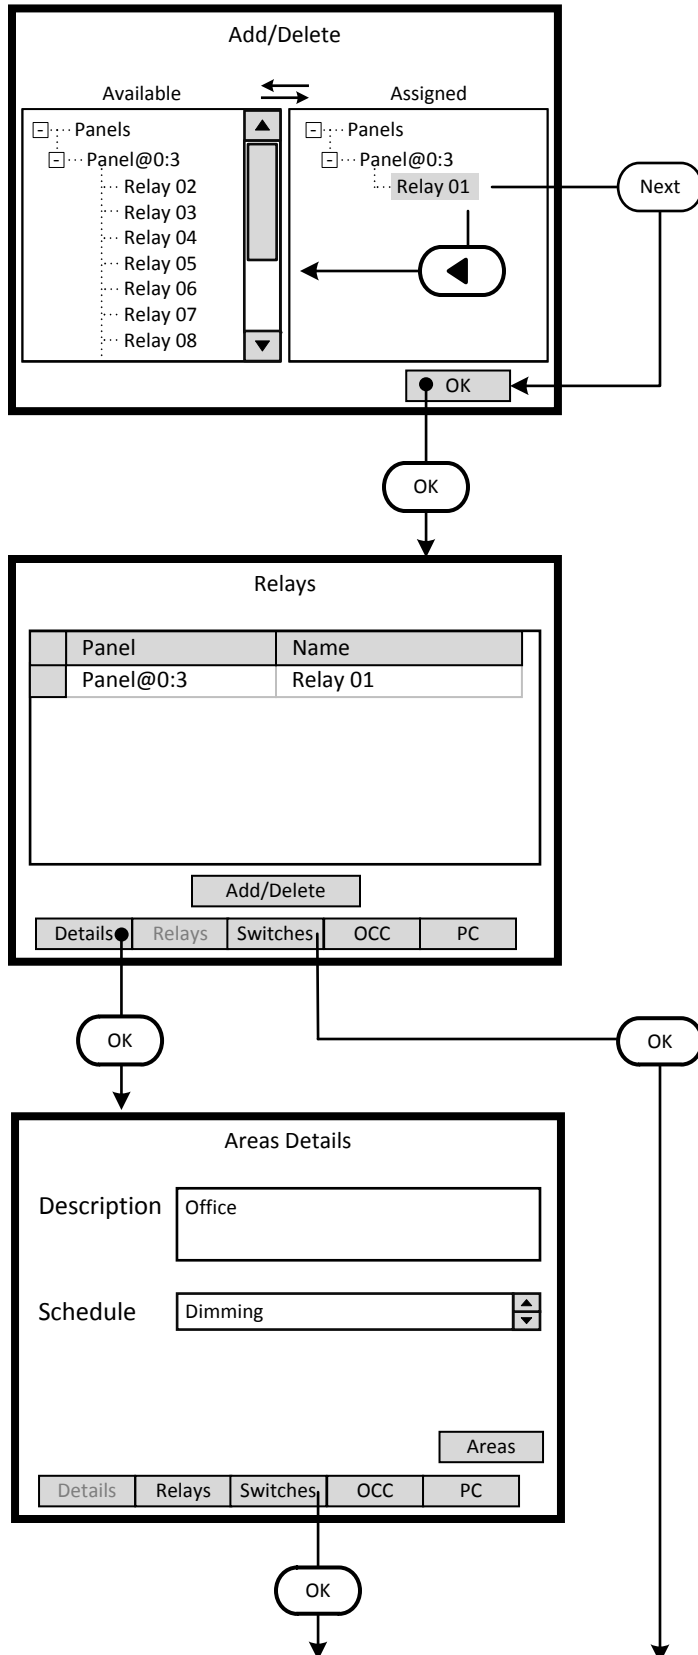 Add/Delete
Available
Assigned
Panels
Panel@0:3
Relay 02
Relay 03
Relay 04
Relay 05
Relay 06
Relay 07
Relay 08
Panels
Panel@0:3
Relay 01
Next
OK
OK
Relays
Panel Name
Panel@0:3 Relay 01
Add/Delete
Details Relays Switches OCC PC
OK
OK
Areas Details
Description Office
Schedule Dimming
Areas
Details Relays Switches OCC PC
OK